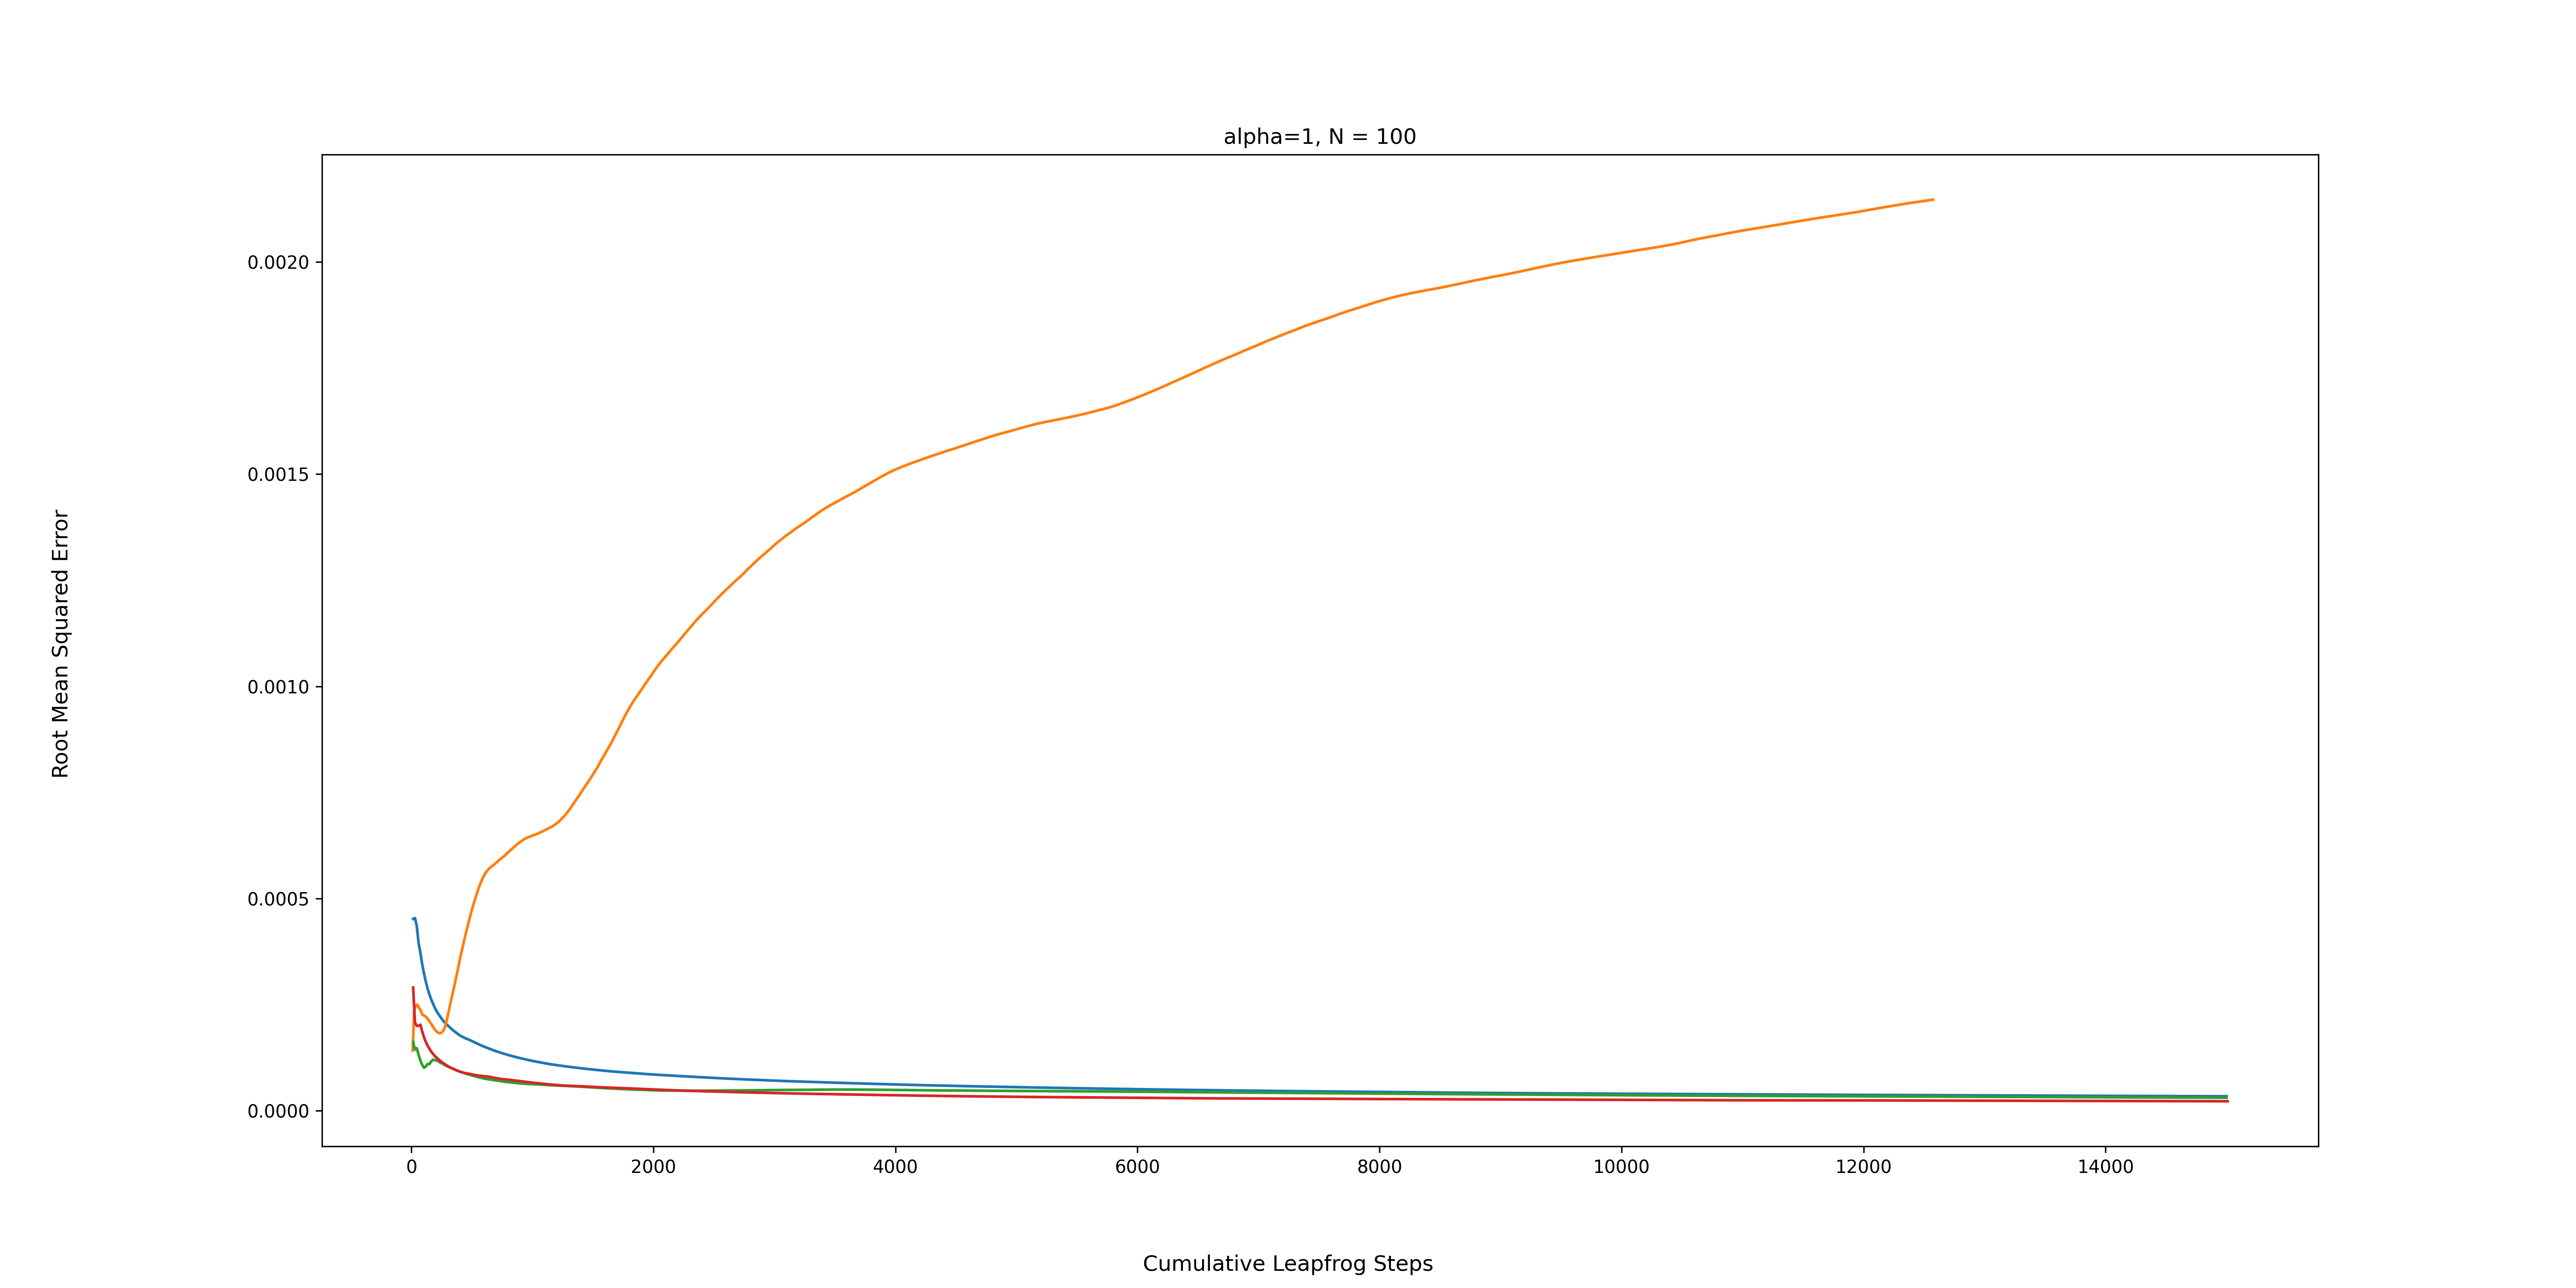 alpha=1, N = 100
Root Mean Squared Error
0.0020
0.0015
0.0010
0.0005
0.0000
0 2000 4000 6000 8000 10000 12000 14000
Cumulative Leapfrog Steps